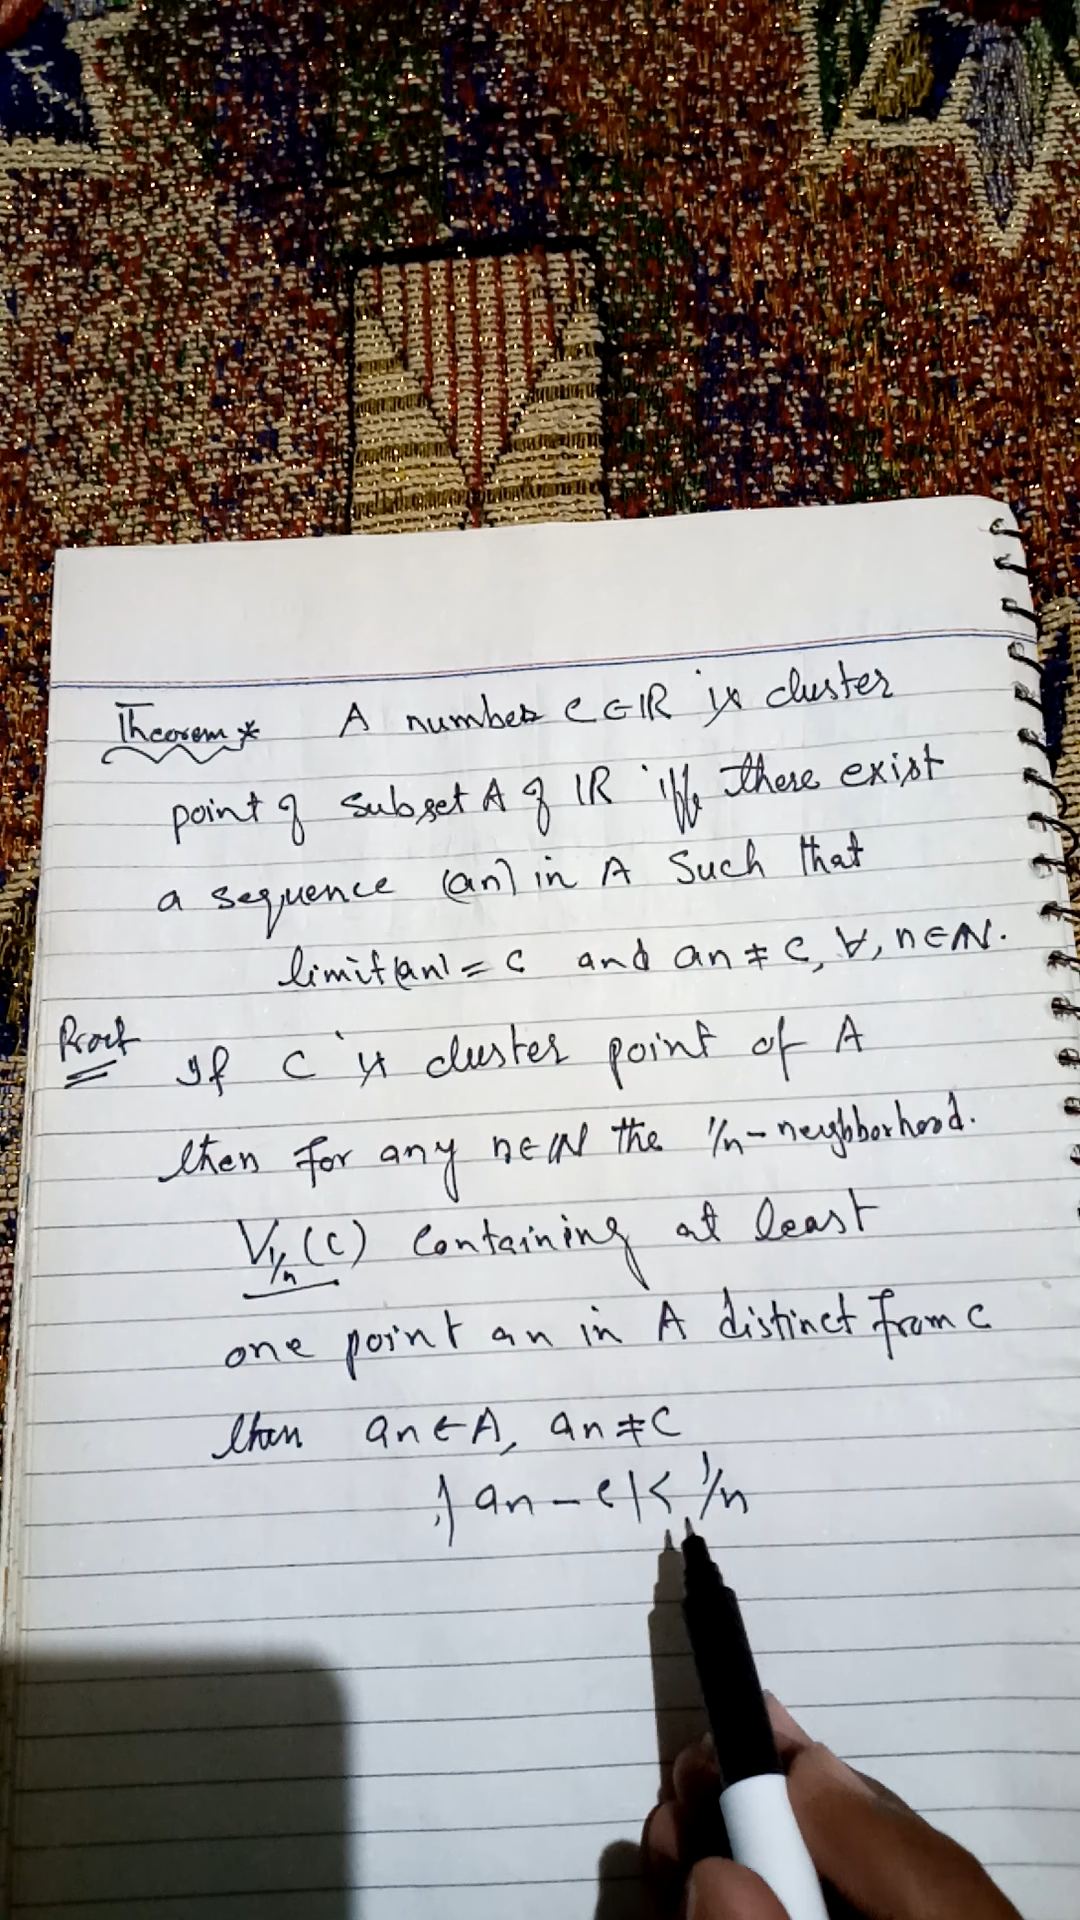 Theorem* A number C∈IR is cluster
point of subset A of IR iff there exist
a sequence (an) in A Such that
limit(an) = C and an ≠ C, ∀, n∈N.
Proof If C is cluster point of A
then for any n∈N the 1/n-neighborhood.
V1/n(C) Containing at least
one point an in A distinct from C
then an∈A, an≠C
,|an-c|<1/n